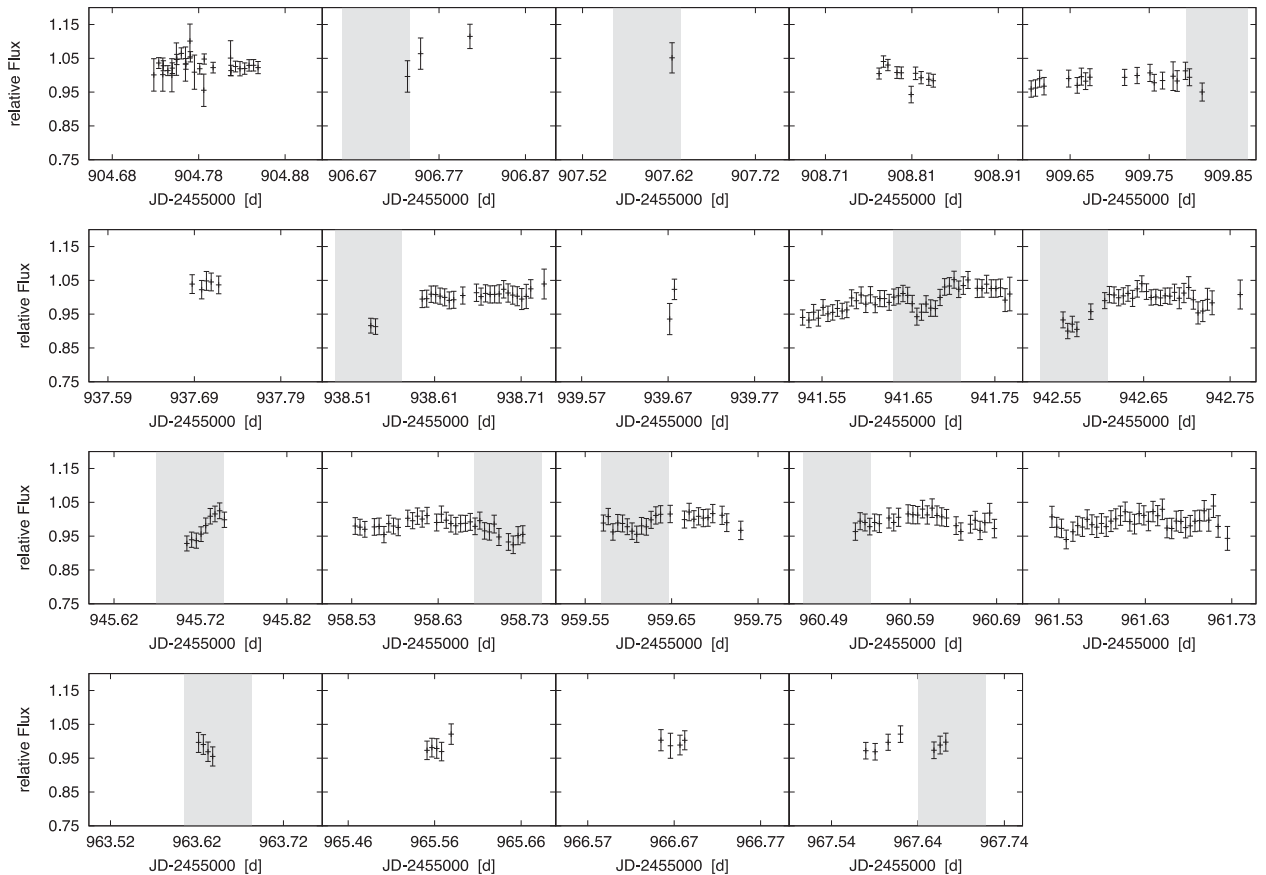 1.15
1.05
0.95
0.85
0.75
relative Flux
904.68 904.78 904.88 906.67 906.77 906.87 907.52 907.62 907.72 908.71 908.81 908.91 909.65 909.75 909.85
JD-2455000 [d] JD-2455000 [d] JD-2455000 [d] JD-2455000 [d] JD-2455000 [d]
1.15
1.05
0.95
0.85
0.75
relative Flux
937.59 937.69 937.79 938.51 938.61 938.71 939.57 939.67 939.77 941.55 941.65 941.75 942.55 942.65 942.75
JD-2455000 [d] JD-2455000 [d] JD-2455000 [d] JD-2455000 [d] JD-2455000 [d]
1.15
1.05
0.95
0.85
0.75
relative Flux
945.62 945.72 945.82 958.53 958.63 958.73 959.55 959.65 959.75 960.49 960.59 960.69 961.53 961.63 961.73
JD-2455000 [d] JD-2455000 [d] JD-2455000 [d] JD-2455000 [d] JD-2455000 [d]
1.15
1.05
0.95
0.85
0.75
relative Flux
963.52 963.62 963.72 965.46 965.56 965.66 966.57 966.67 966.77 967.54 967.64 967.74
JD-2455000 [d] JD-2455000 [d] JD-2455000 [d] JD-2455000 [d]